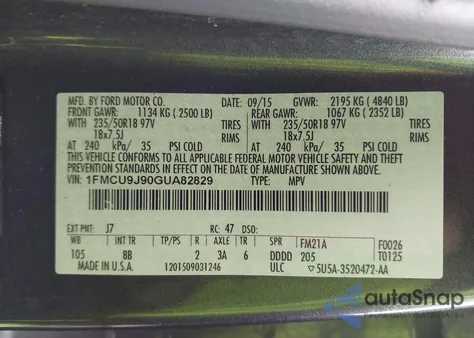 MFD. BY FORD MOTOR CO. DATE: 09/15 GVWR: 2195 KG ( 4840 LB)
FRONT GAWR: 1134 KG ( 2500 LB) REAR GAWR: 1067 KG ( 2352 LB)
WITH 235/50R18 97V TIRES WITH 235/50R18 97V TIRES
18x7.5J RIMS 18x7.5J RIMS
AT 240 kPa/ 35 PSI COLD AT 240 kPa/ 35 PSI COLD
THIS VEHICLE CONFORMS TO ALL APPLICABLE FEDERAL MOTOR VEHICLE SAFETY AND BUMPER
STANDARDS AND THEFT PREVENTION STANDARDS IN
EFFECT ON THE DATE OF MANUFACTURE SHOWN ABOVE.
VIN: 1FMCU9J90GUA82829 TYPE: MPV
EXT PNT: J7 RC: 47 DSO:
WB INT TR TP/PS R AXLE TR SPR FM21A F0026
105 8B 2 3A 6 DDDD 205 T0125
MADE IN U.S.A. 1201509031246 ULC 5U5A-3520472-AA
autoSnap